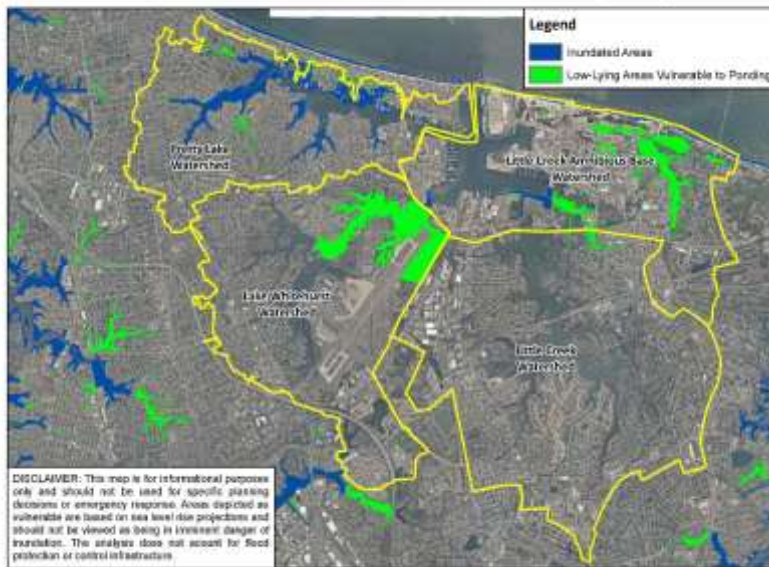 Legend
Inundated Areas
Low-Lying Areas Vulnerable to Ponding
Pretty Lake
Watershed
Little Creek Amphibious Base
Watershed
Lake Whitehurst
Watershed
Little Creek
Watershed
DISCLAIMER: This map is for informational purposes
only and should not be used for specific planning
decisions or emergency response. Areas depicted as
vulnerable are based on sea level rise projections and
should not be viewed as being in imminent danger of
inundation. The analysis does not acount for flood
protection or control infrastructure.